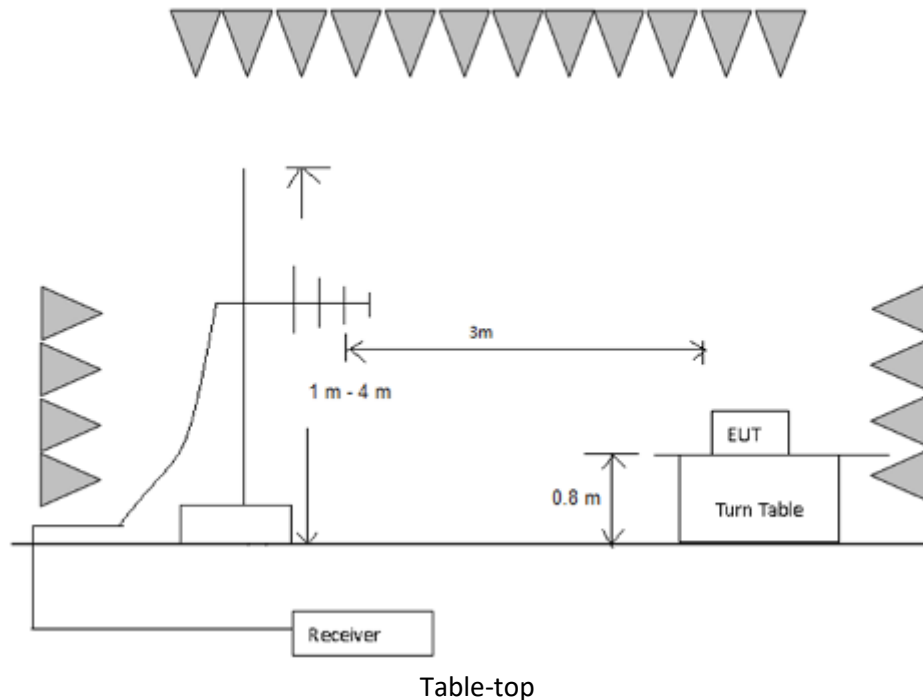 3m
1 m - 4 m
EUT
0.8 m
Turn Table
Receiver
Table-top